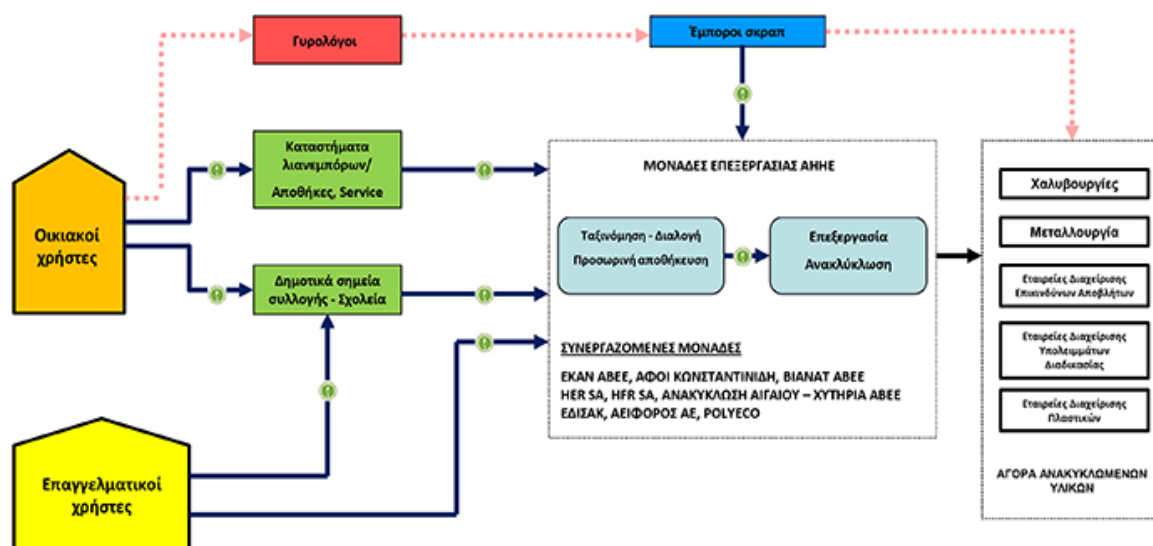 Γυρολόγοι
Έμποροι σκραπ
Καταστήματα
λιανεμπόρων/
Αποθήκες, Service
Οικιακοί
χρήστες
Δημοτικά σημεία
συλλογής - Σχολεία
Επαγγελματικοί
χρήστες
ΜΟΝΑΔΕΣ ΕΠΕΞΕΡΓΑΣΙΑΣ ΑΗΗΕ
Ταξινόμηση - Διαλογή
Προσωρινή αποθήκευση
Επεξεργασία
Ανακλύκλωση
ΣΥΝΕΡΓΑΖΟΜΕΝΕΣ ΜΟΝΑΔΕΣ
ΕΚΑΝ ΑΒΕΕ, ΑΦΟΙ ΚΩΝΣΤΑΝΤΙΝΙΔΗ, ΒΙΑΝΑΤ ΑΒΕΕ
HER SA, HFR SA, ΑΝΑΚΥΚΛΩΣΗ ΑΙΓΑΙΟΥ – ΧΥΤΗΡΙΑ ΑΒΕΕ
ΕΔΙΣΑΚ, ΑΕΙΦΟΡΟΣ ΑΕ, POLYECO
Χαλυβουργίες
Μεταλλουργία
Εταιρείες Διαχείρισης
Επικινδύνων Αποβλήτων
Εταιρείες Διαχείρισης
Υπολειμμάτων
Διαδικασίας
Εταιρείες Διαχείρισης
Πλαστικών
ΑΓΟΡΑ ΑΝΑΚΥΚΛΩΜΕΝΩΝ
ΥΛΙΚΩΝ